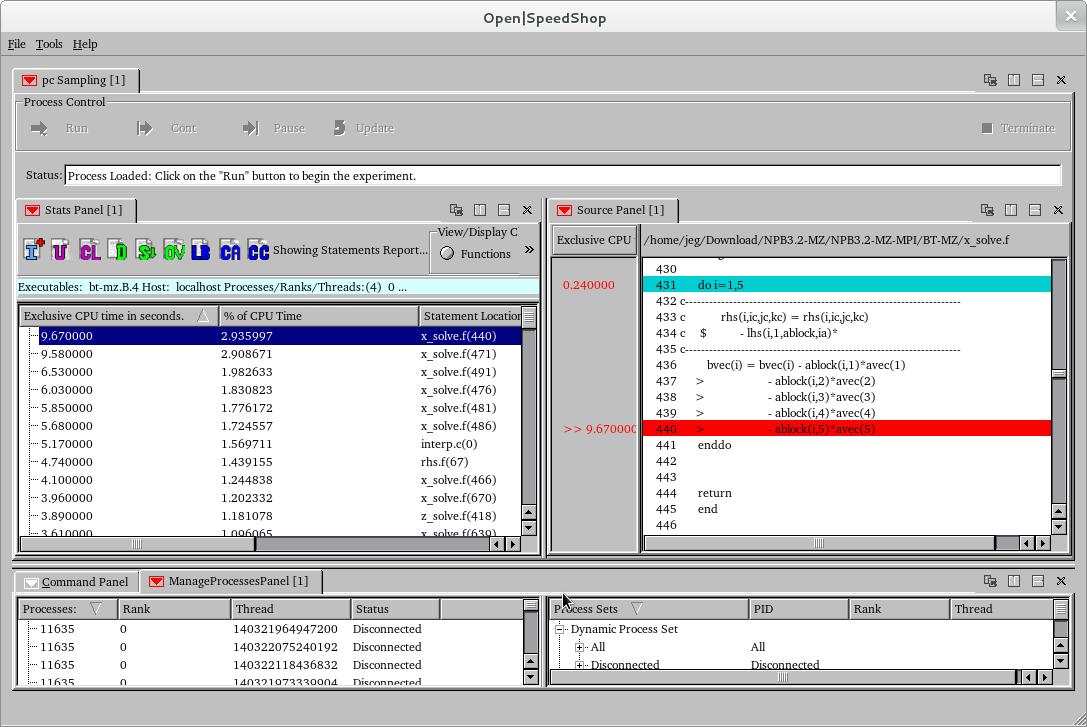 Open|SpeedShop
File Tools Help
pc Sampling [1]
Process Control
Run Cont Pause Update Terminate
Status: Process Loaded: Click on the "Run" button to begin the experiment.
Stats Panel [1]
I+ U CL D S↓ OV LB CA CC Showing Statements Report...
View/Display C
Functions »
Executables: bt-mz.B.4 Host: localhost Processes/Ranks/Threads:(4) 0 ...
Exclusive CPU time in seconds. % of CPU Time Statement Location
9.670000 2.935997 x_solve.f(440)
9.580000 2.908671 x_solve.f(471)
6.530000 1.982633 x_solve.f(491)
6.030000 1.830823 x_solve.f(476)
5.850000 1.776172 x_solve.f(481)
5.680000 1.724557 x_solve.f(486)
5.170000 1.569711 interp.c(0)
4.740000 1.439155 rhs.f(67)
4.100000 1.244838 x_solve.f(466)
3.960000 1.202332 x_solve.f(670)
3.890000 1.181078 z_solve.f(418)
3.610000 1.096065 x_solve.f(639)
Source Panel [1]
Exclusive CPU /home/jeg/Download/NPB3.2-MZ/NPB3.2-MZ-MPI/BT-MZ/x_solve.f
430
0.240000 431 do i=1,5
432 c-------------------------------------------------------------------
433 c rhs(i,ic,jc,kc) = rhs(i,ic,jc,kc)
434 c $ - lhs(i,1,ablock,ia)*
435 c-------------------------------------------------------------------
436 bvec(i) = bvec(i) - ablock(i,1)*avec(1)
437 > - ablock(i,2)*avec(2)
438 > - ablock(i,3)*avec(3)
439 > - ablock(i,4)*avec(4)
>> 9.670000 440 > - ablock(i,5)*avec(5)
441 enddo
442
443
444 return
445 end
446
Command Panel ManageProcessesPanel [1]
Processes: Rank Thread Status
11635 0 140321964947200 Disconnected
11635 0 140322075240192 Disconnected
11635 0 140322118436832 Disconnected
11635 0 140321973339904 Disconnected
Process Sets PID Rank Thread
Dynamic Process Set
All All
Disconnected Disconnected